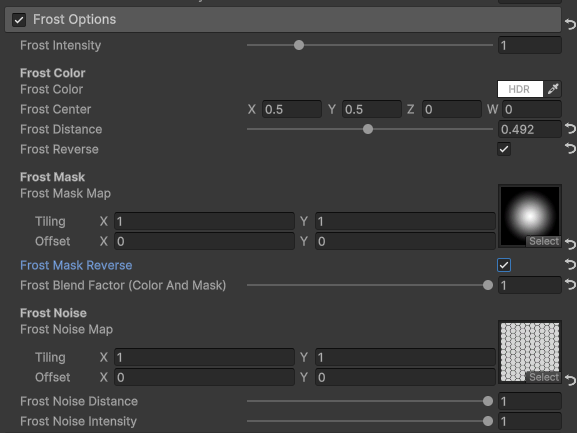 Frost Options
Frost Intensity 1
Frost Color
Frost Color HDR
Frost Center X 0.5 Y 0.5 Z 0 W 0
Frost Distance 0.492
Frost Reverse
Frost Mask
Frost Mask Map
Tiling X 1 Y 1
Offset X 0 Y 0 Select
Frost Mask Reverse
Frost Blend Factor (Color And Mask) 1
Frost Noise
Frost Noise Map
Tiling X 1 Y 1
Offset X 0 Y 0 Select
Frost Noise Distance 1
Frost Noise Intensity 1